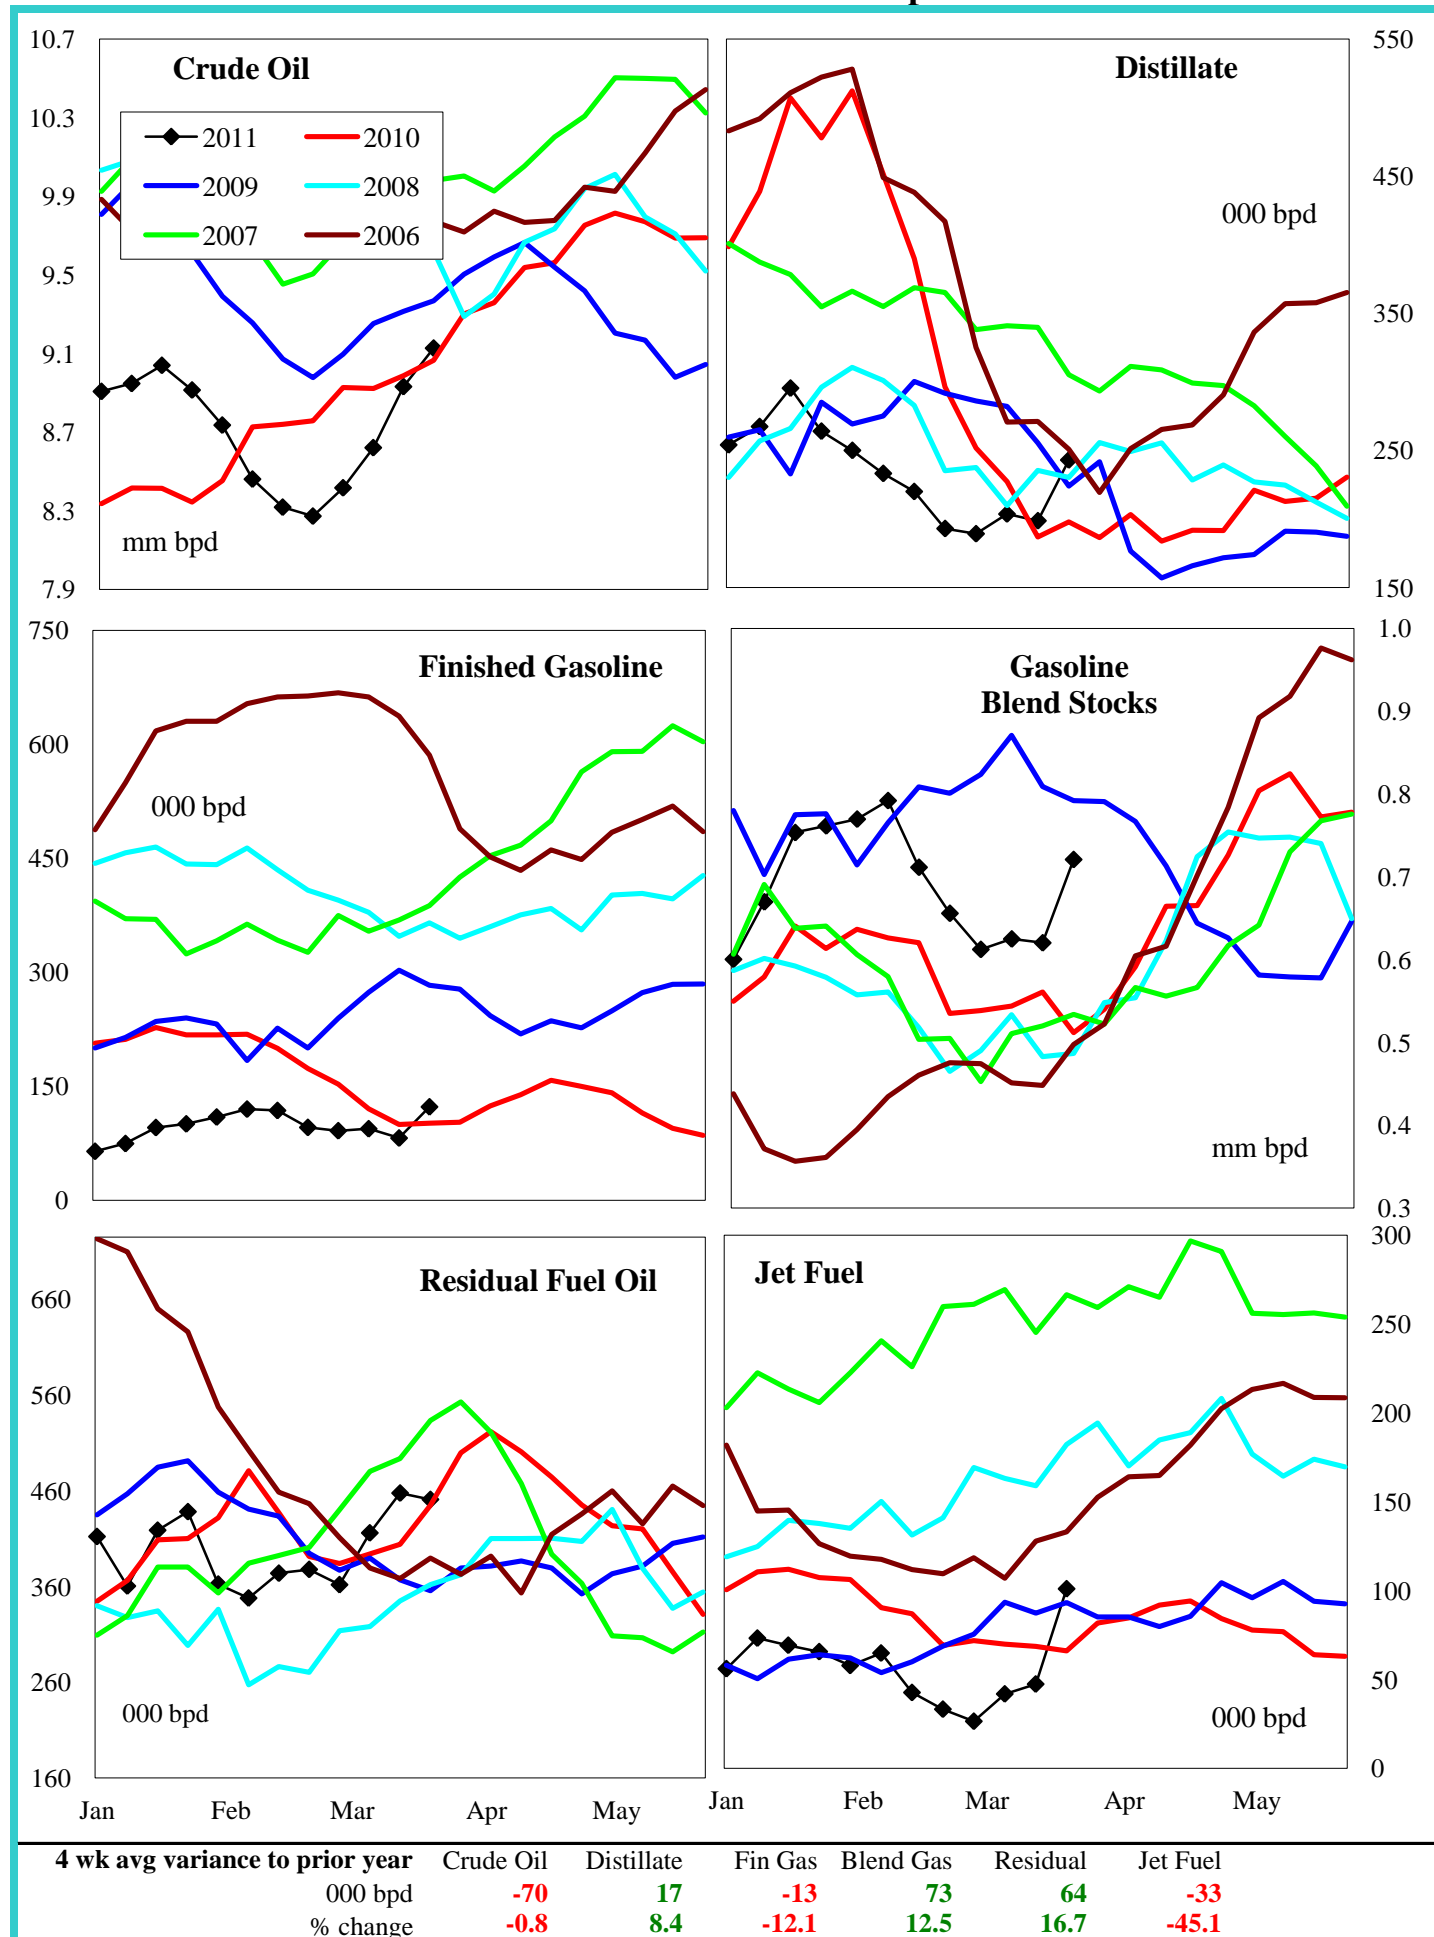 10.7
10.3
9.9
9.5
9.1
8.7
8.3
7.9
Crude Oil
2011 2010
2009 2008
2007 2006
mm bpd
Distillate
000 bpd
550
450
350
250
150
750
600
450
300
150
0
Finished Gasoline
000 bpd
Gasoline
Blend Stocks
mm bpd
1.0
0.9
0.8
0.7
0.6
0.5
0.4
0.3
660
560
460
360
260
160
Residual Fuel Oil
000 bpd
Jan Feb Mar Apr May
Jet Fuel
000 bpd
300
250
200
150
100
50
0
Jan Feb Mar Apr May
4 wk avg variance to prior year Crude Oil Distillate Fin Gas Blend Gas Residual Jet Fuel
000 bpd -70 17 -13 73 64 -33
% change -0.8 8.4 -12.1 12.5 16.7 -45.1